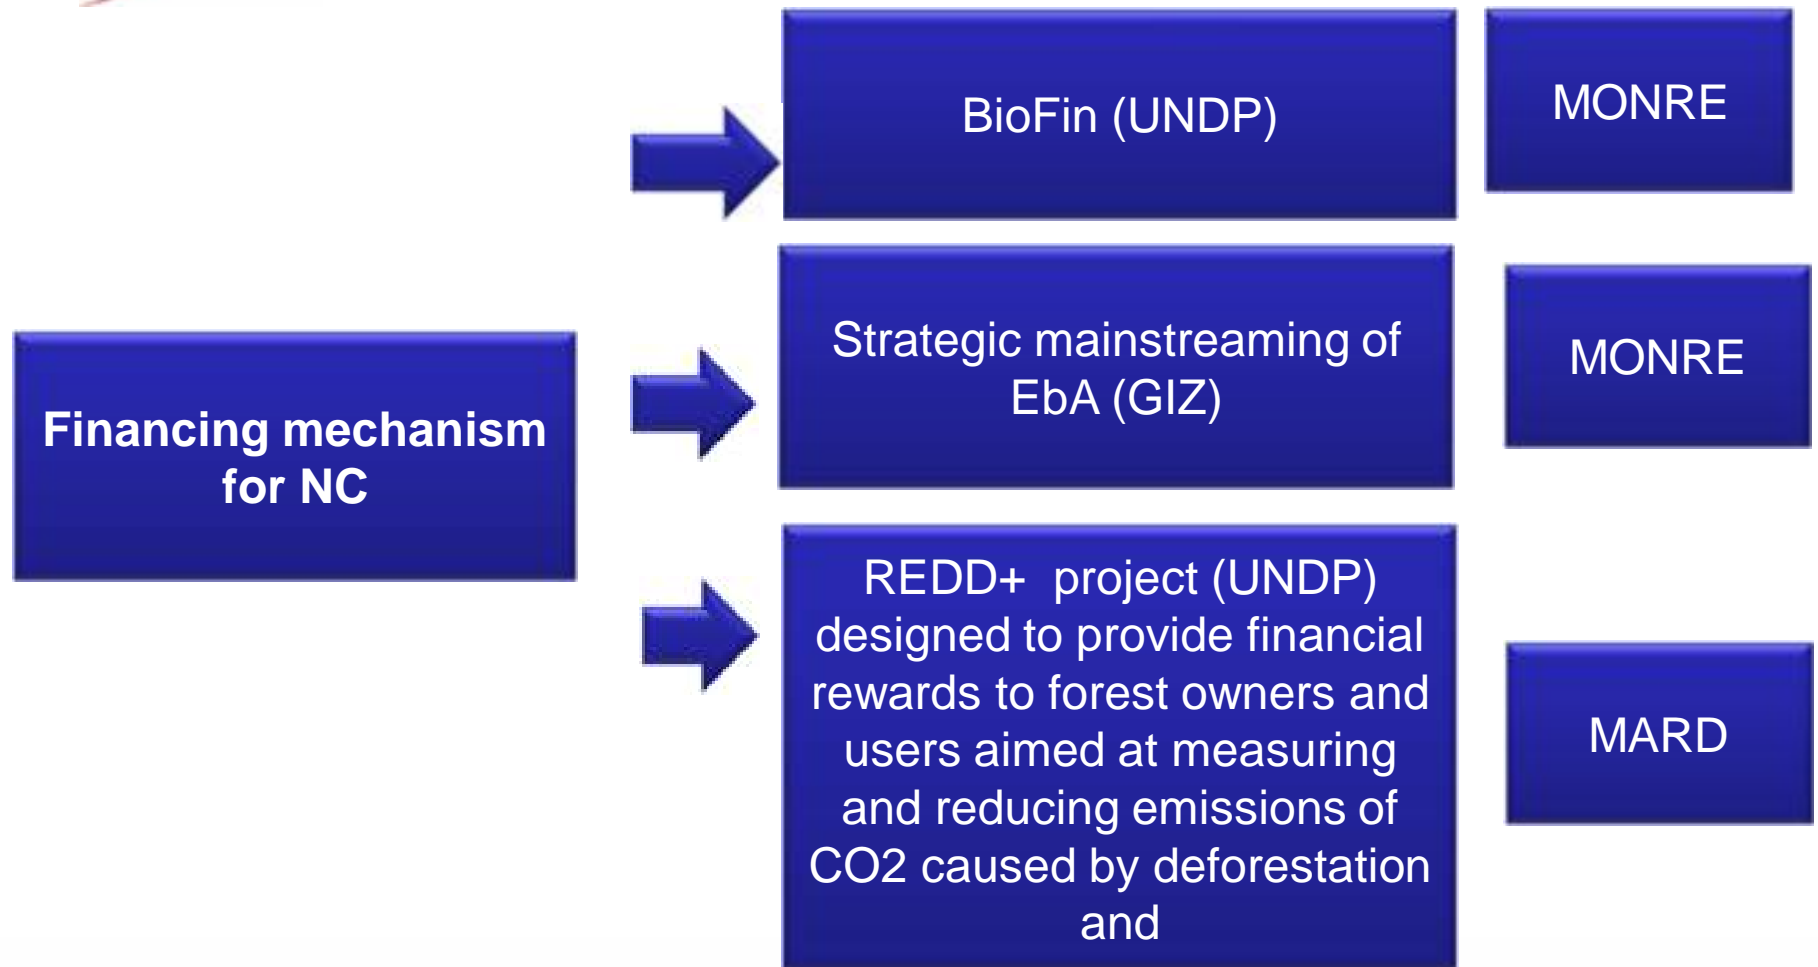 BioFin (UNDP)
MONRE
Financing mechanism
for NC
Strategic mainstreaming of
EbA (GIZ)
MONRE
REDD+  project (UNDP)
designed to provide financial
rewards to forest owners and
users aimed at measuring
and reducing emissions of
CO2 caused by deforestation
and
MARD